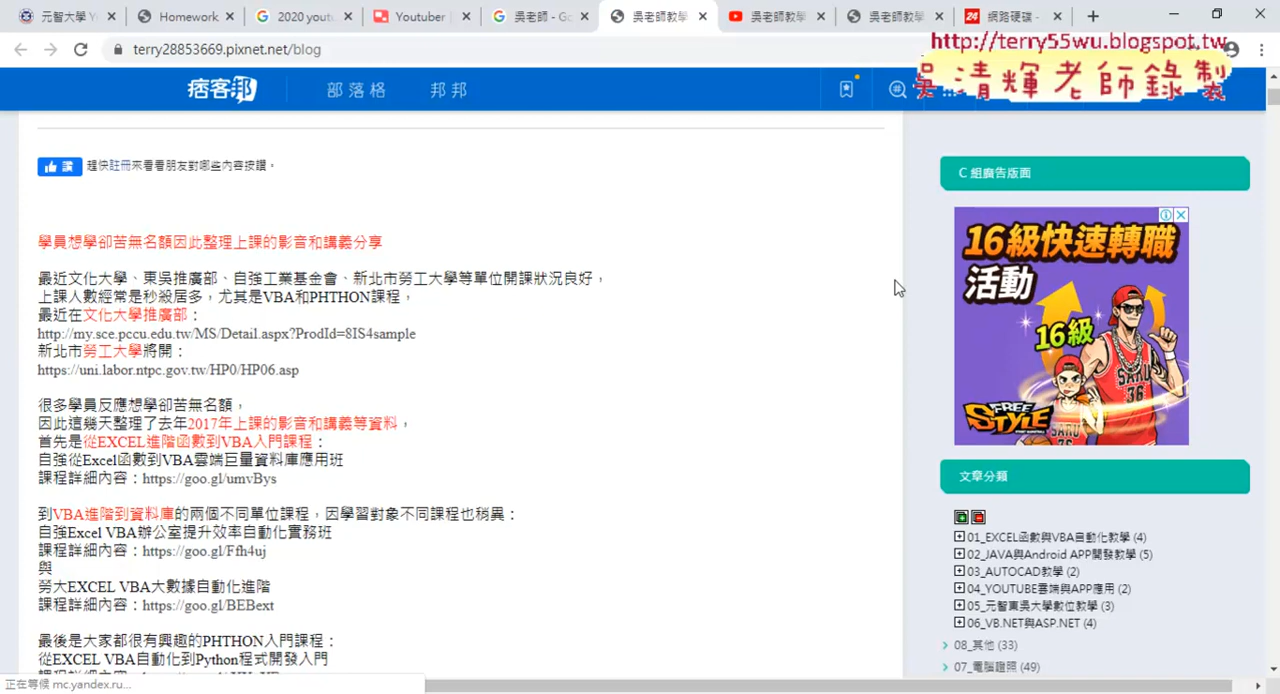 元智大學 Y
Homework
2020 youtu
Youtuber
吳老師 - Go
吳老師教學
吳老師教學
吳老師教學
24 網路硬碟 -
terry28853669.pixnet.net/blog
http://terry55wu.blogspot.tw
吳清輝老師錄製
痞客邦
部落格
邦邦
讚 趕快註冊來看看朋友對哪些內容按讚。
學員想學卻苦無名額因此整理上課的影音和講義分享
最近文化大學、東吳推廣部、自強工業基金會、新北市勞工大學等單位開課狀況良好，
上課人數經常是秒殺居多，尤其是VBA和PHTHON課程，
最近在文化大學推廣部：
http://my.sce.pccu.edu.tw/MS/Detail.aspx?ProdId=8IS4sample
新北市勞工大學將開：
https://uni.labor.ntpc.gov.tw/HP0/HP06.asp
很多學員反應想學卻苦無名額，
因此這幾天整理了去年2017年上課的影音和講義等資料，
首先是從EXCEL進階函數到VBA入門課程：
自強從Excel函數到VBA雲端巨量資料庫應用班
課程詳細內容：https://goo.gl/umvBys
到VBA進階到資料庫的兩個不同單位課程，因學習對象不同課程也稍異：
自強Excel VBA辦公室提升效率自動化實務班
課程詳細內容：https://goo.gl/Ffh4uj
與
勞大EXCEL VBA大數據自動化進階
課程詳細內容：https://goo.gl/BEBext
最後是大家都很有興趣的PHTHON入門課程：
從EXCEL VBA自動化到Python程式開發入門
C 組廣告版面
16級快速轉職
活動
16級
SARU
36
SARU
36
FREE
STYLE
文章分類
01_EXCEL函數與VBA自動化教學 (4)
02_JAVA與Android APP開發教學 (5)
03_AUTOCAD教學 (2)
04_YOUTUBE雲端與APP應用 (2)
05_元智東吳大學數位教學 (3)
06_VB.NET與ASP.NET (4)
08_其他 (33)
07_電腦證照 (49)
正在等候 mc.yandex.ru...